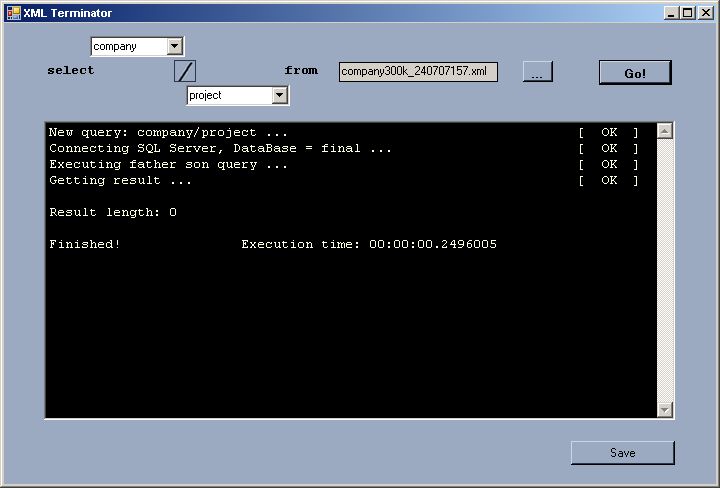 XML Terminator
company
select / from company300k_240707157.xml ... Go!
project
New query: company/project ... [ OK ]
Connecting SQL Server, DataBase = final ... [ OK ]
Executing father son query ... [ OK ]
Getting result ... [ OK ]
Result length: 0
Finished! Execution time: 00:00:00.2496005
Save